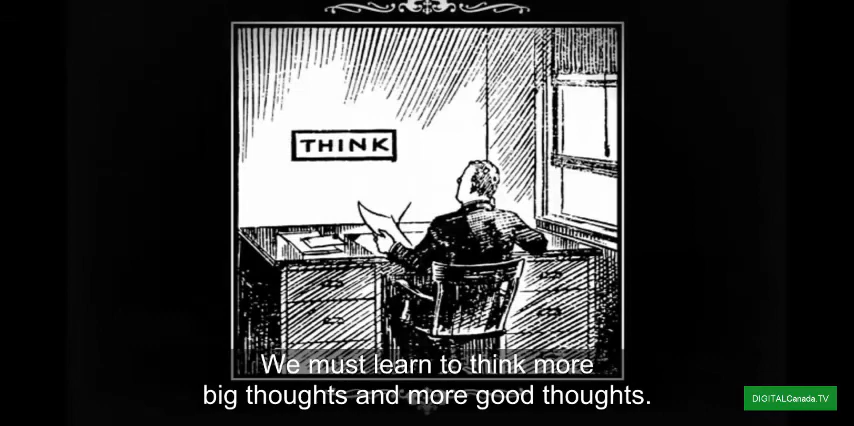 THINK
We must learn to think more
big thoughts and more good thoughts.
DIGITALCanada.TV